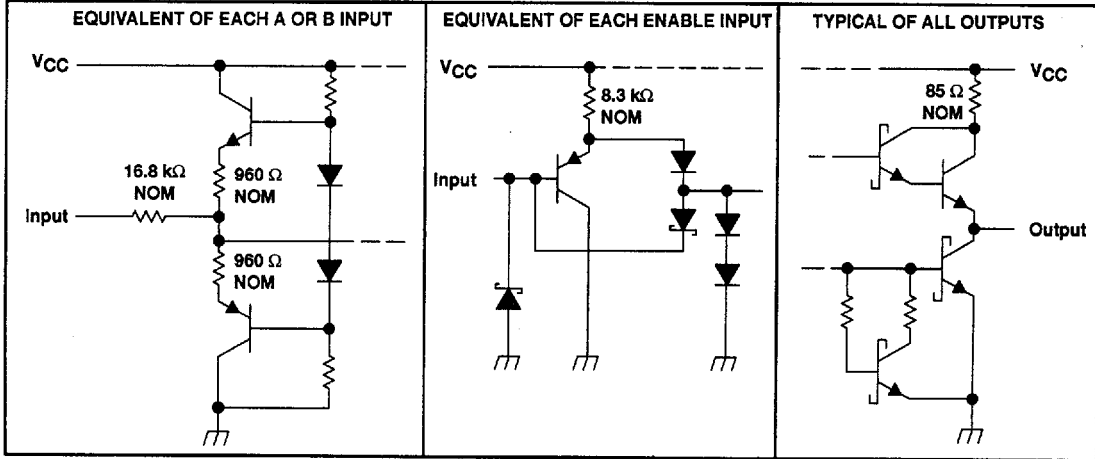 EQUIVALENT OF EACH A OR B INPUT
VCC
16.8 kΩ
NOM
960 Ω
NOM
Input
960 Ω
NOM
EQUIVALENT OF EACH ENABLE INPUT
VCC
8.3 kΩ
NOM
Input
TYPICAL OF ALL OUTPUTS
VCC
85 Ω
NOM
Output